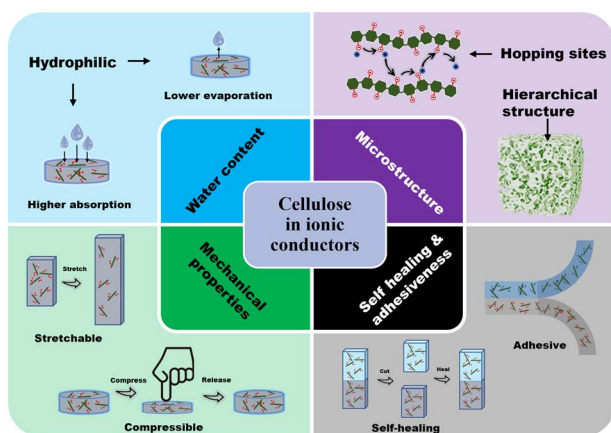 Hydrophilic
Lower evaporation
Higher absorption
Water content
Hopping sites
Hierarchical
structure
Microstructure
Cellulose
in ionic
conductors
Mechanical
properties
Stretch
Stretchable
Compress
Release
Compressible
Self healing &
adhesiveness
Adhesive
Cut
Heal
Self-healing